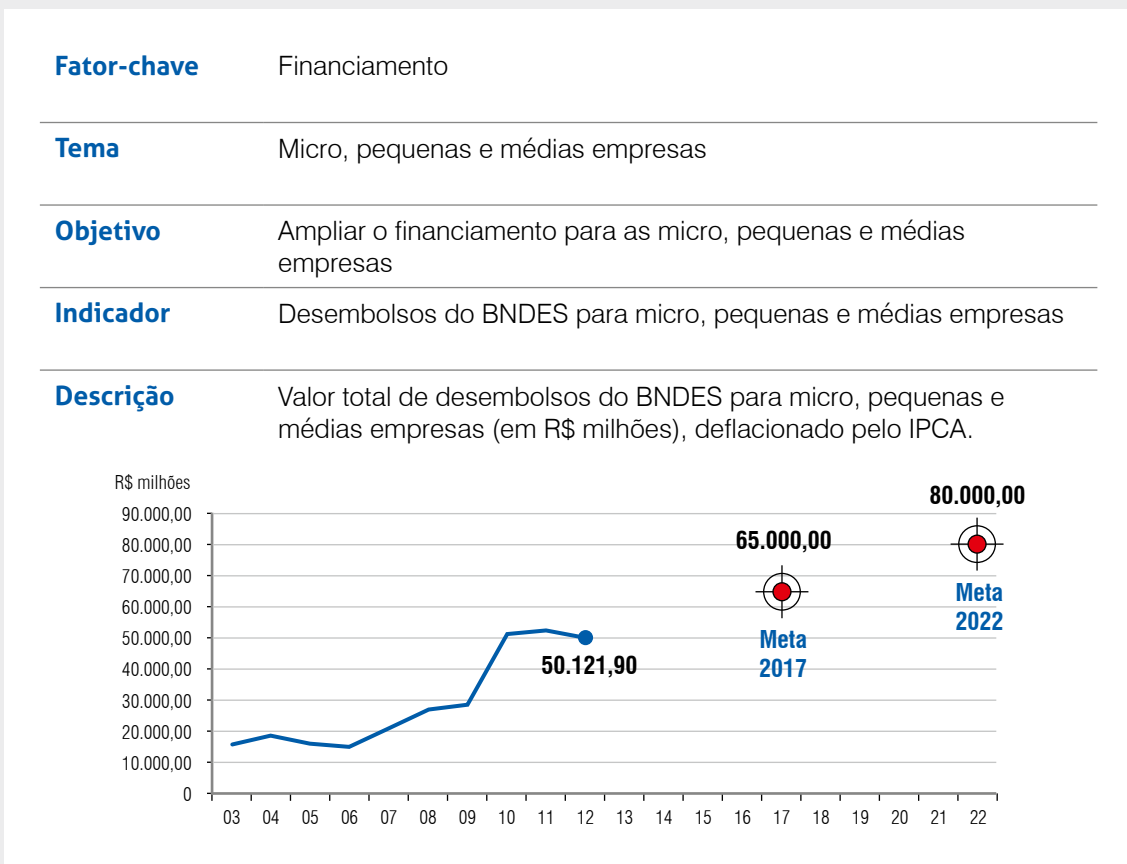 Fator-chave Financiamento
Tema Micro, pequenas e médias empresas
Objetivo Ampliar o financiamento para as micro, pequenas e médias
empresas
Indicador Desembolsos do BNDES para micro, pequenas e médias empresas
Descrição Valor total de desembolsos do BNDES para micro, pequenas e
médias empresas (em R$ milhões), deflacionado pelo IPCA.
R$ milhões
80.000,00
90.000,00
80.000,00
65.000,00
70.000,00
60.000,00
Meta
2022
50.000,00
Meta
2017
50.121,90
40.000,00
30.000,00
20.000,00
10.000,00
0
03 04 05 06 07 08 09 10 11 12 13 14 15 16 17 18 19 20 21 22